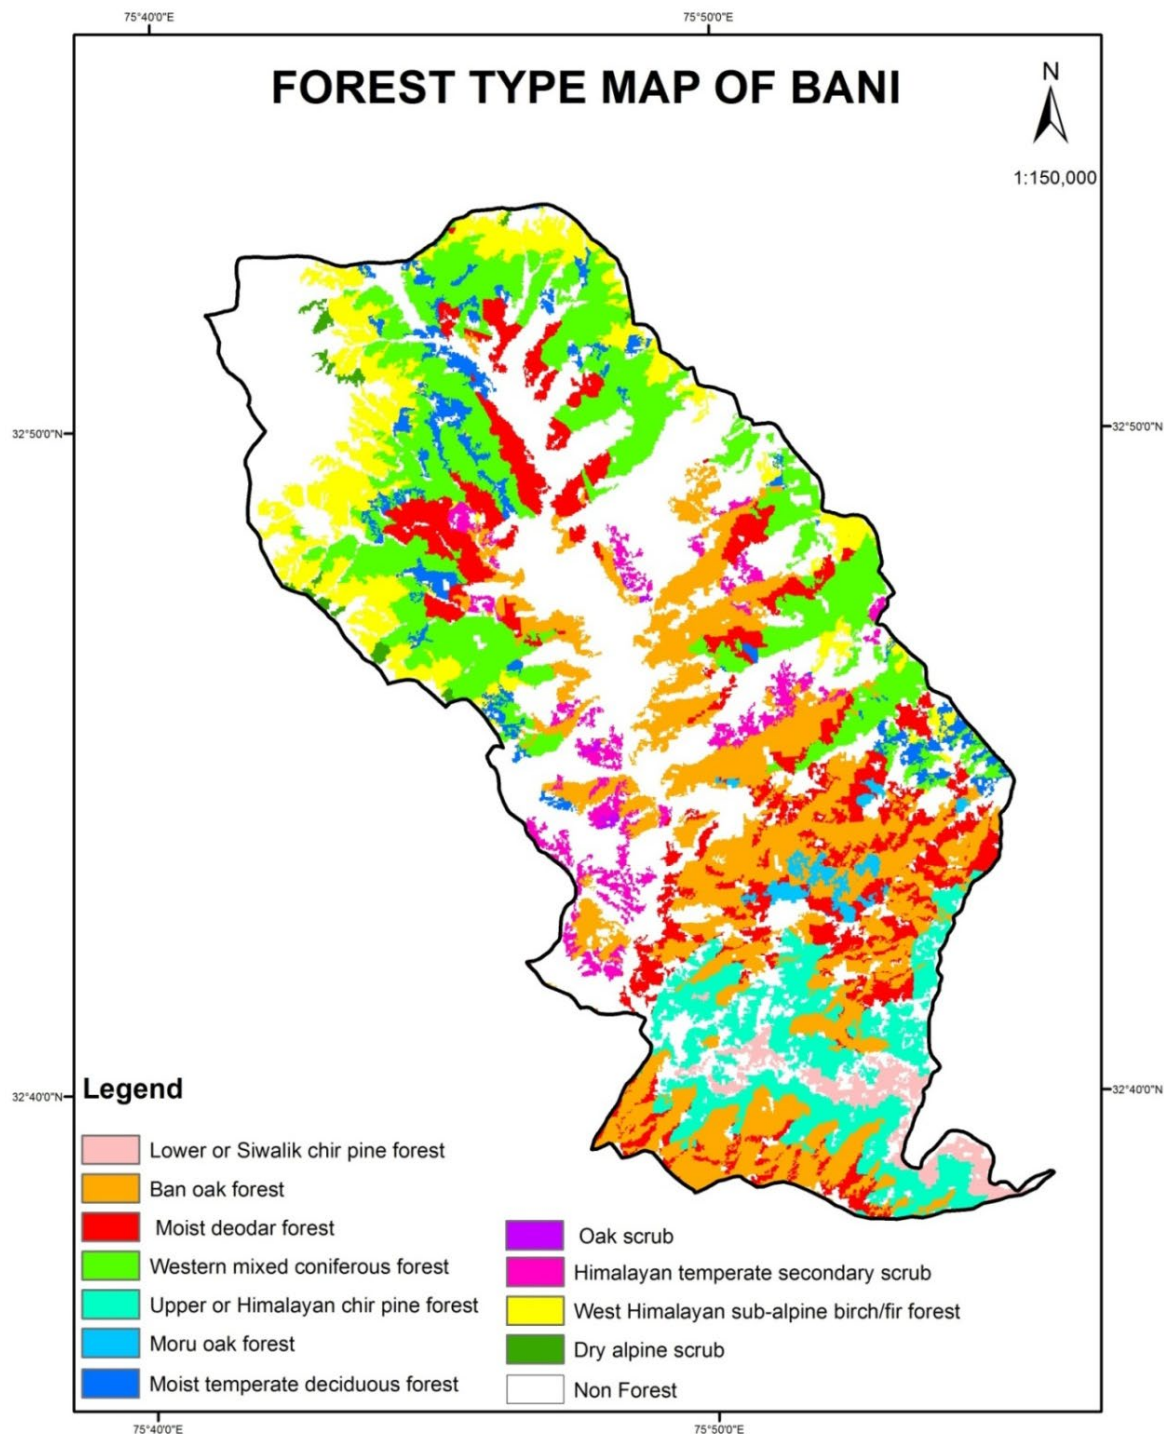 75°40'0"E
75°50'0"E
FOREST TYPE MAP OF BANI
N
1:150,000
32°50'0"N
32°50'0"N
32°40'0"N
32°40'0"N
Legend
Lower or Siwalik chir pine forest
Ban oak forest
Moist deodar forest
Western mixed coniferous forest
Upper or Himalayan chir pine forest
Moru oak forest
Moist temperate deciduous forest
Oak scrub
Himalayan temperate secondary scrub
West Himalayan sub-alpine birch/fir forest
Dry alpine scrub
Non Forest
75°40'0"E
75°50'0"E